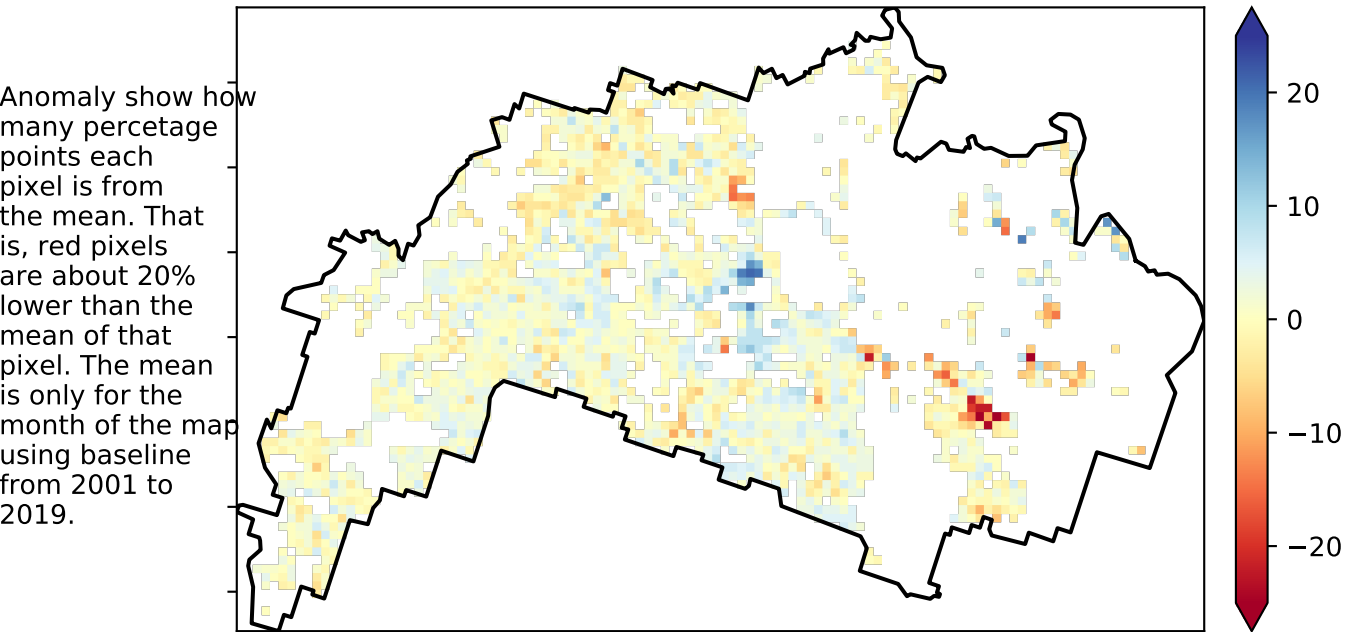 Anomaly show how
many percetage
points each
pixel is from
the mean. That
is, red pixels
are about 20%
lower than the
mean of that
pixel. The mean
is only for the
month of the map
using baseline
from 2001 to
2019.
20
10
0
−10
−20